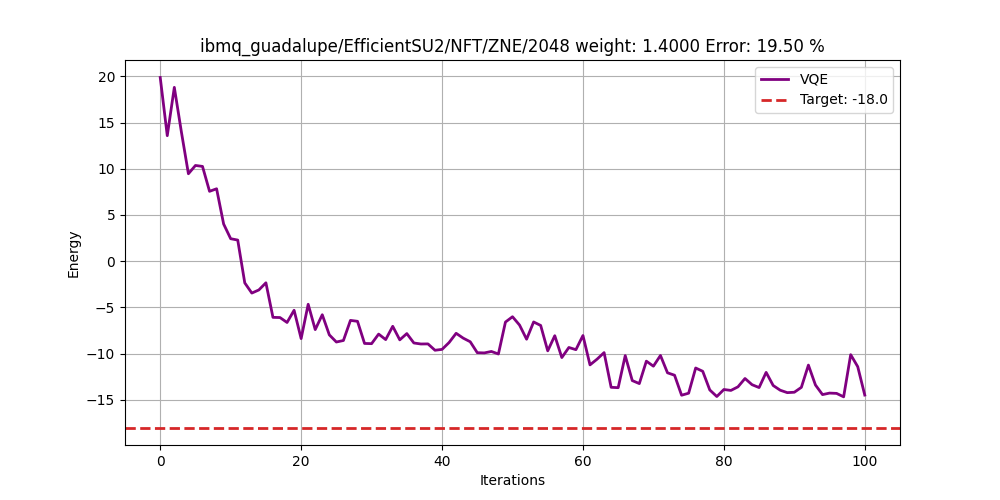 ibmq_guadalupe/EfficientSU2/NFT/ZNE/2048 weight: 1.4000 Error: 19.50 %
VQE
Target: -18.0
20
15
10
5
0
−5
−10
−15
Energy
0 20 40 60 80 100
Iterations